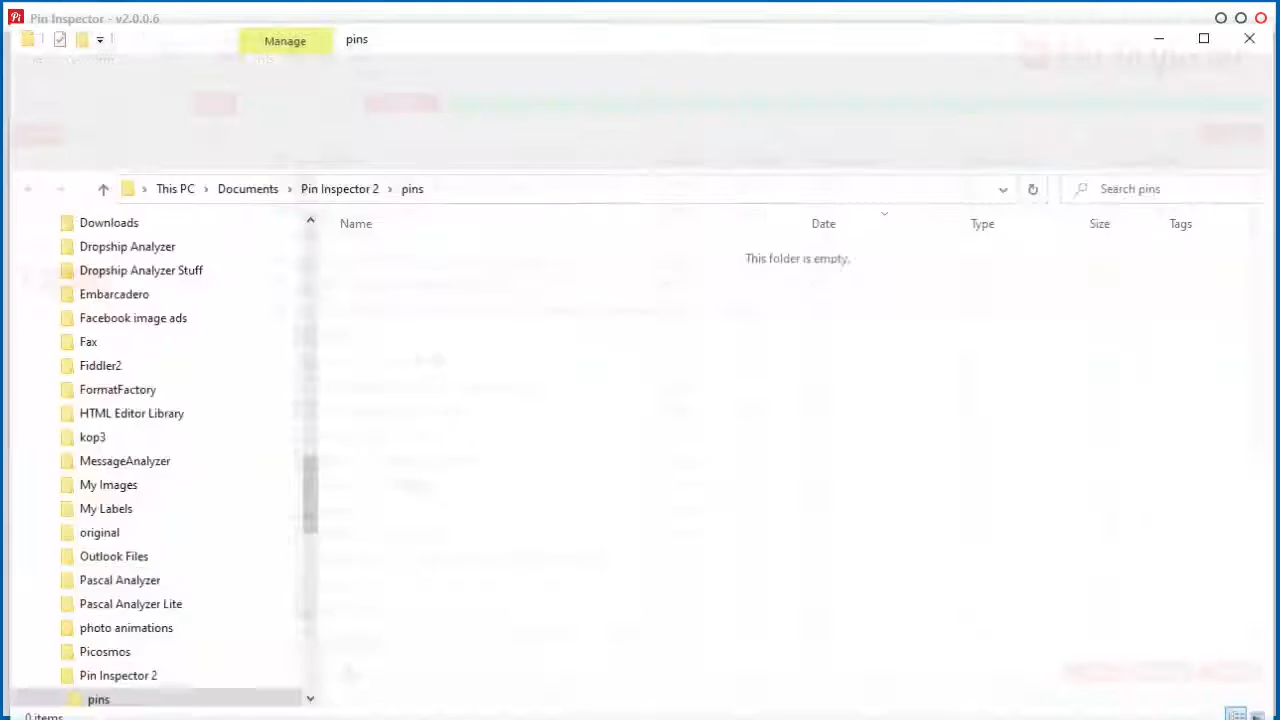 Pin Inspector - v2.0.0.6
Manage
pins
This PC › Documents › Pin Inspector 2 › pins
Search pins
Name Date Type Size Tags
This folder is empty.
Downloads
Dropship Analyzer
Dropship Analyzer Stuff
Embarcadero
Facebook image ads
Fax
Fiddler2
FormatFactory
HTML Editor Library
kop3
MessageAnalyzer
My Images
My Labels
original
Outlook Files
Pascal Analyzer
Pascal Analyzer Lite
photo animations
Picosmos
Pin Inspector 2
pins
0 items